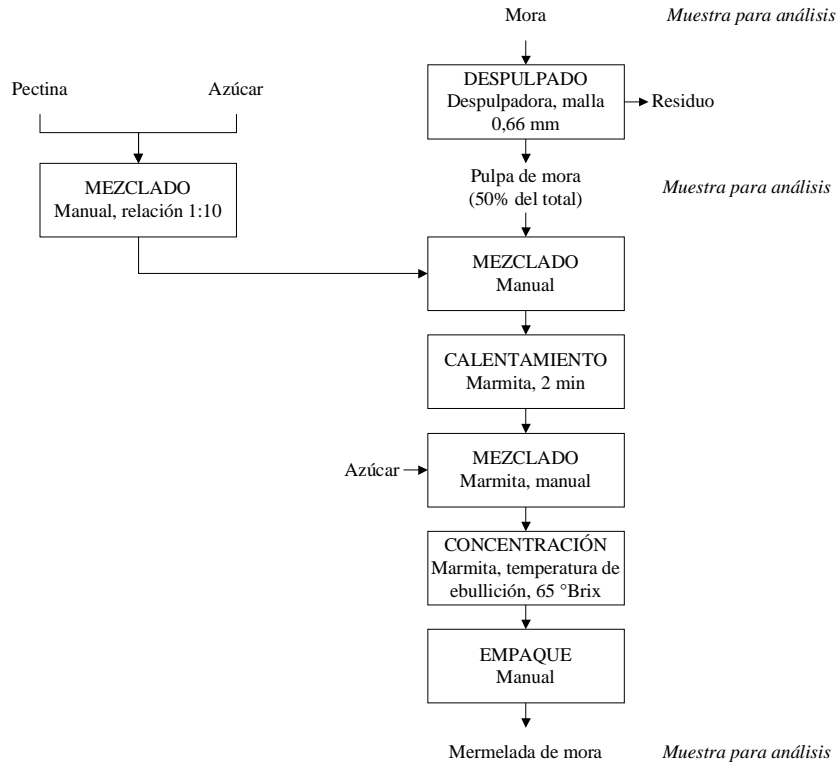 Mora
Muestra para análisis
DESPULPADO
Despulpadora, malla
0,66 mm
Residuo
Pectina
Azúcar
MEZCLADO
Manual, relación 1:10
Pulpa de mora
(50% del total)
Muestra para análisis
MEZCLADO
Manual
CALENTAMIENTO
Marmita, 2 min
Azúcar
MEZCLADO
Marmita, manual
CONCENTRACIÓN
Marmita, temperatura de
ebullición, 65 °Brix
EMPAQUE
Manual
Mermelada de mora
Muestra para análisis